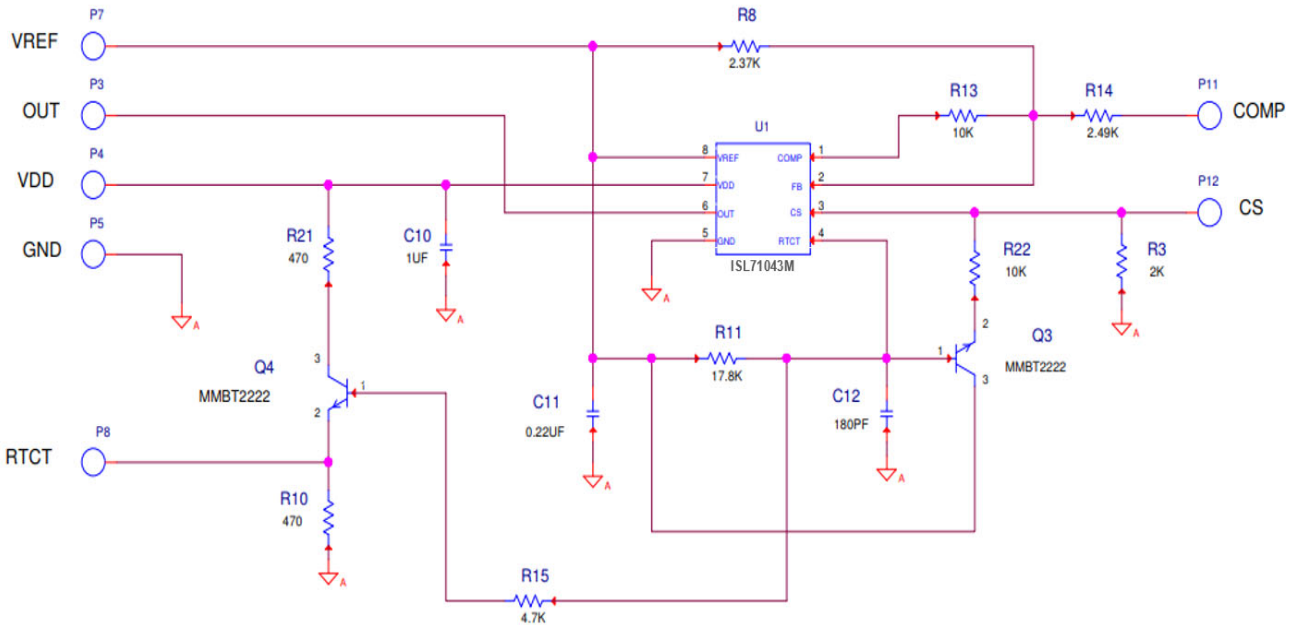 P7
VREF
R8
2.37K
P3
OUT
R13
10K
R14
2.49K
P11
COMP
U1
P4
VDD
8
VREF
COMP
1
7
VDD
FB
2
6
OUT
CS
3
5
GND
RTCT
4
ISL71043M
P12
CS
P5
GND
A
R21
470
C10
1UF
A
A
R22
10K
R3
2K
A
Q4
MMBT2222
3
1
2
R11
17.8K
C11
0.22UF
A
C12
180PF
A
2
1
3
Q3
MMBT2222
P8
RTCT
R10
470
A
R15
4.7K